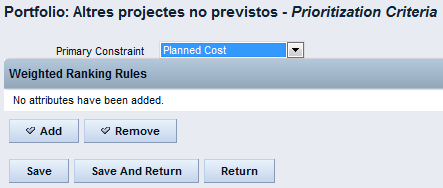 Portfolio: Altres projectes no previstos - Prioritization Criteria
Primary Constraint Planned Cost
Weighted Ranking Rules
No attributes have been added.
Add Remove
Save Save And Return Return